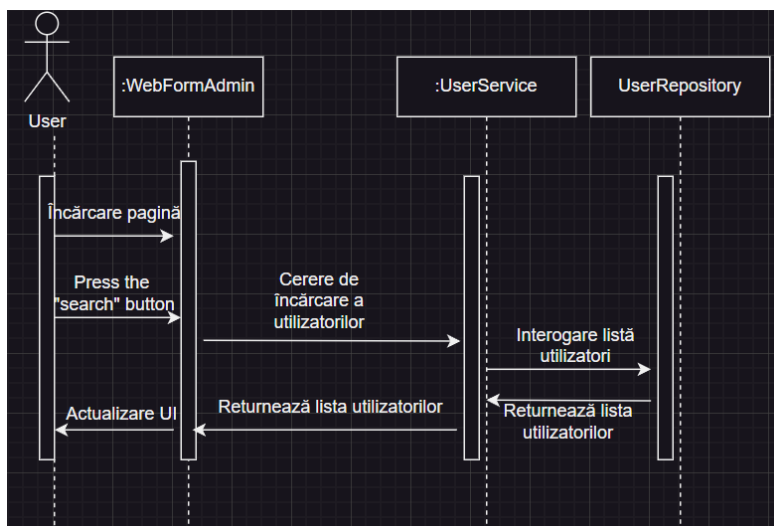 :WebFormAdmin
:UserService
UserRepository
User
Încărcare pagină
Press the
"search" button
Cerere de
încărcare a
utilizatorilor
Interogare listă
utilizatori
Returnează lista
utilizatorilor
Returnează lista utilizatorilor
Actualizare UI